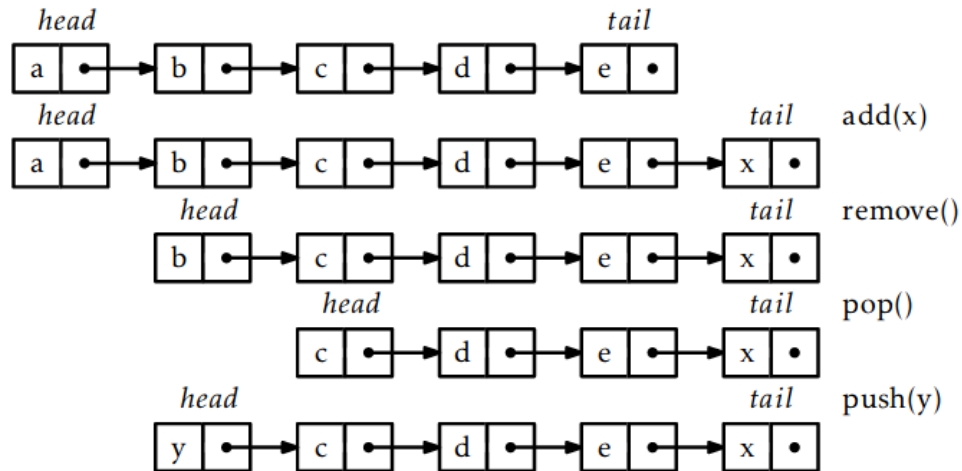 head tail
a b c d e
head tail add(x)
a b c d e x
head tail remove()
b c d e x
head tail pop()
c d e x
head tail push(y)
y c d e x